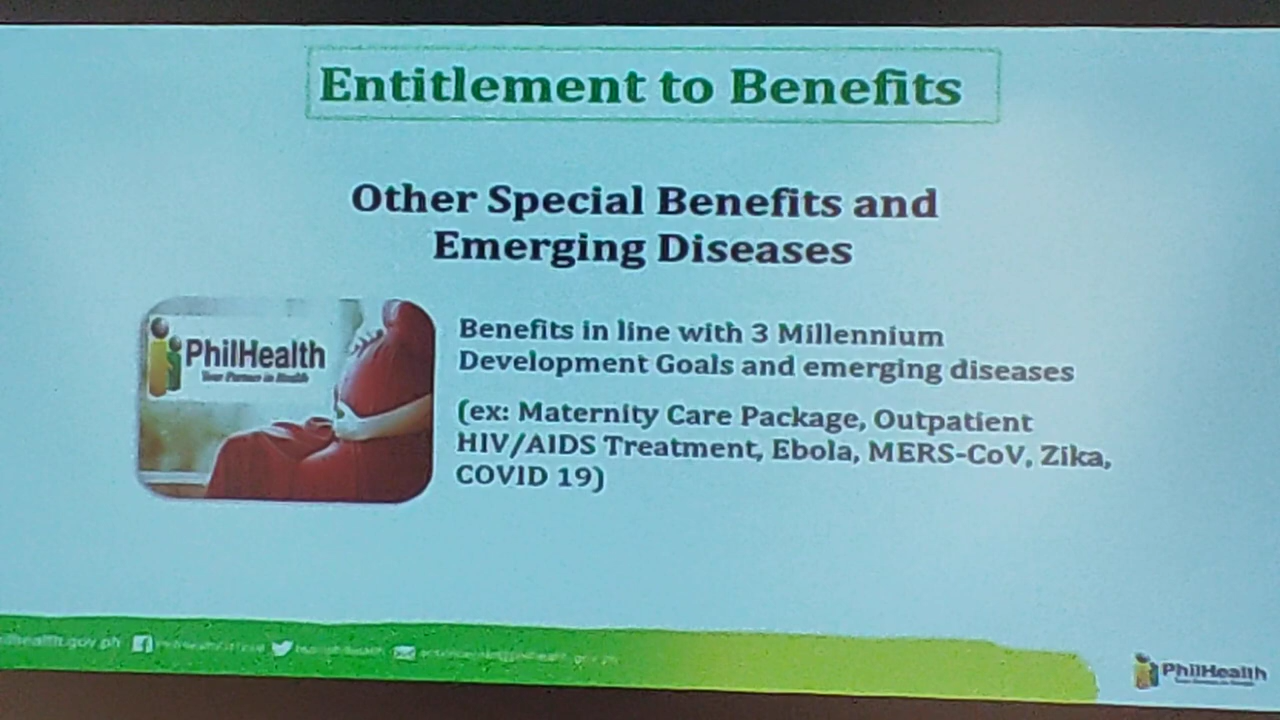 Entitlement to Benefits
Other Special Benefits and
Emerging Diseases
PhilHealth
Your Partner in Health
Benefits in line with 3 Millennium
Development Goals and emerging diseases
(ex: Maternity Care Package, Outpatient
HIV/AIDS Treatment, Ebola, MERS-CoV, Zika,
COVID 19)
PhilHealth